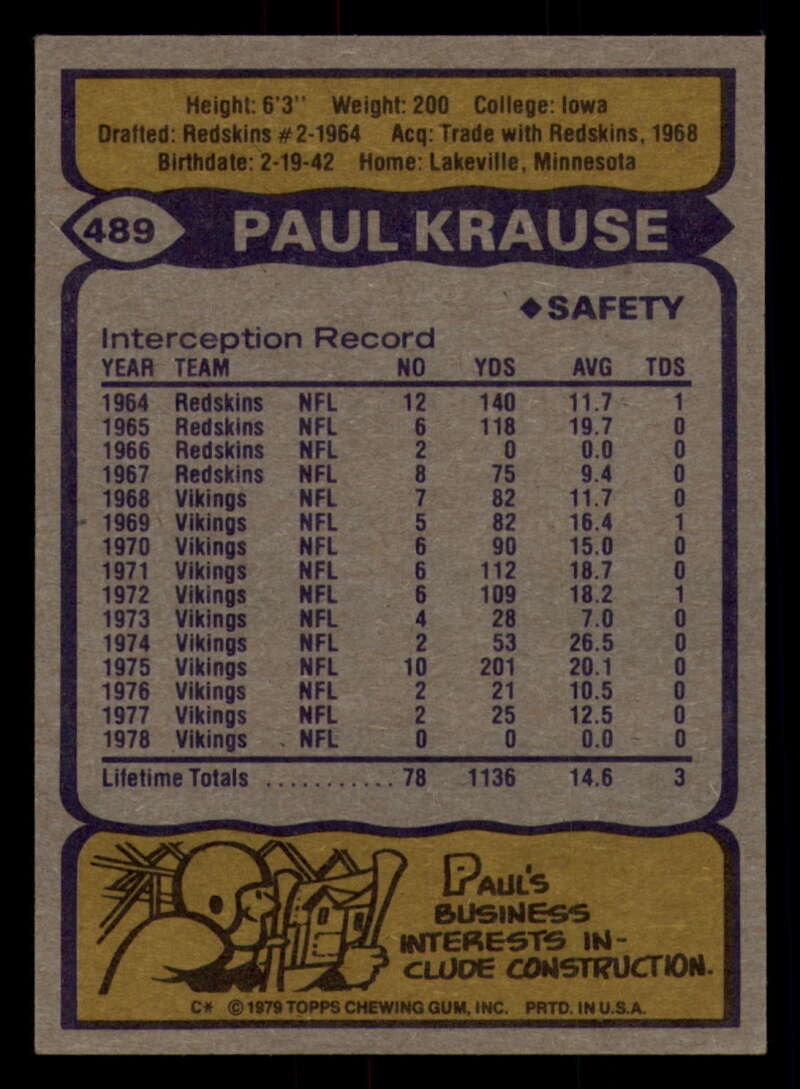 Height: 6'3" Weight: 200 College: Iowa
Drafted: Redskins #2-1964 Acq: Trade with Redskins, 1968
Birthdate: 2-19-42 Home: Lakeville, Minnesota
489 PAUL KRAUSE
◆SAFETY
Interception Record
YEAR TEAM NO YDS AVG TDS
1964 Redskins NFL 12 140 11.7 1
1965 Redskins NFL 6 118 19.7 0
1966 Redskins NFL 2 0 0.0 0
1967 Redskins NFL 8 75 9.4 0
1968 Vikings NFL 7 82 11.7 0
1969 Vikings NFL 5 82 16.4 1
1970 Vikings NFL 6 90 15.0 0
1971 Vikings NFL 6 112 18.7 0
1972 Vikings NFL 6 109 18.2 1
1973 Vikings NFL 4 28 7.0 0
1974 Vikings NFL 2 53 26.5 0
1975 Vikings NFL 10 201 20.1 0
1976 Vikings NFL 2 21 10.5 0
1977 Vikings NFL 2 25 12.5 0
1978 Vikings NFL 0 0 0.0 0
Lifetime Totals ........... 78 1136 14.6 3
PAUL'S
BUSINESS
INTERESTS IN-
CLUDE CONSTRUCTION.
C* © 1979 TOPPS CHEWING GUM, INC. PRTD. IN U.S.A.